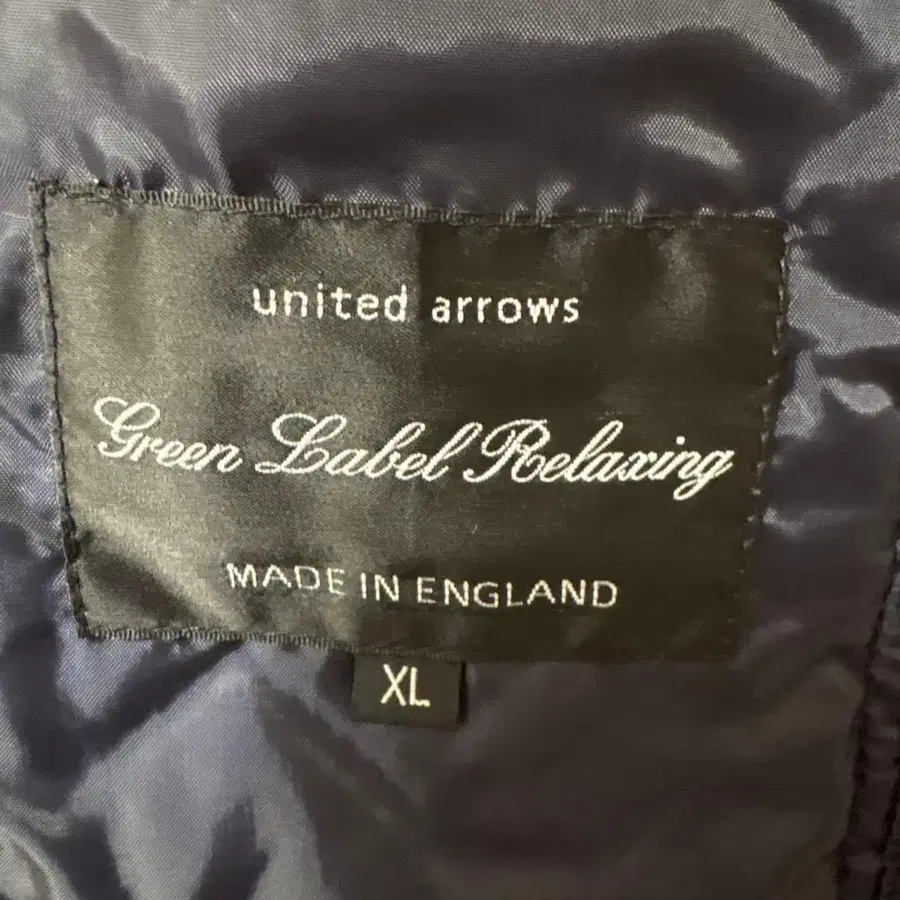 united arrows
Green Label Relaxing
MADE IN ENGLAND
XL